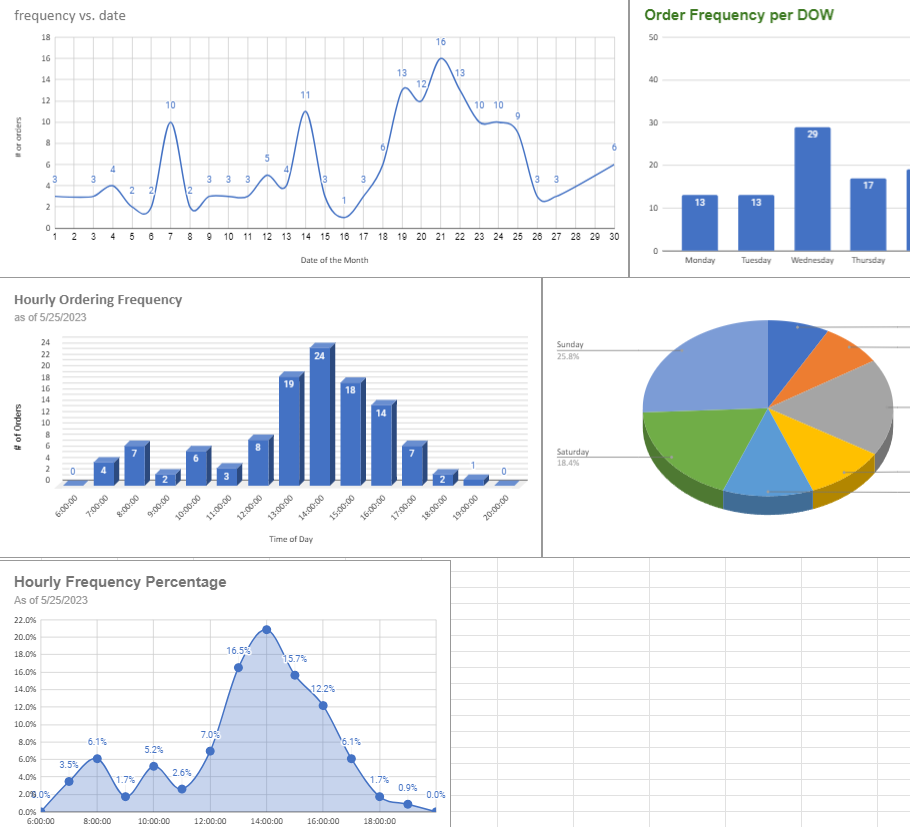 frequency vs. date
18
16
14
12
10
8
6
4
2
0
# or orders
3 3 4 2 2 10 2 3 3 3 5 4 11 3 1 3 6 13 12 16 13 10 10 9 3 3 6
1 2 3 4 5 6 7 8 9 10 11 12 13 14 15 16 17 18 19 20 21 22 23 24 25 26 27 28 29 30
Date of the Month
Order Frequency per DOW
50
40
30
20
10
0
13 13 29 17
Monday Tuesday Wednesday Thursday
Hourly Ordering Frequency
as of 5/25/2023
24
22
20
18
16
14
12
10
8
6
4
2
0
# of Orders
0 4 7 2 6 3 8 19 24 18 14 7 2 1 0
6:00:00 7:00:00 8:00:00 9:00:00 10:00:00 11:00:00 12:00:00 13:00:00 14:00:00 15:00:00 16:00:00 17:00:00 18:00:00 19:00:00 20:00:00
Time of Day
Sunday
25.8%
Saturday
18.4%
Hourly Frequency Percentage
As of 5/25/2023
22.0%
20.0%
18.0%
16.0%
14.0%
12.0%
10.0%
8.0%
6.0%
4.0%
2.0%
0.0%
0.0% 3.5% 6.1% 1.7% 5.2% 2.6% 7.0% 16.5% 15.7% 12.2% 6.1% 1.7% 0.9% 0.0%
6:00:00 8:00:00 10:00:00 12:00:00 14:00:00 16:00:00 18:00:00